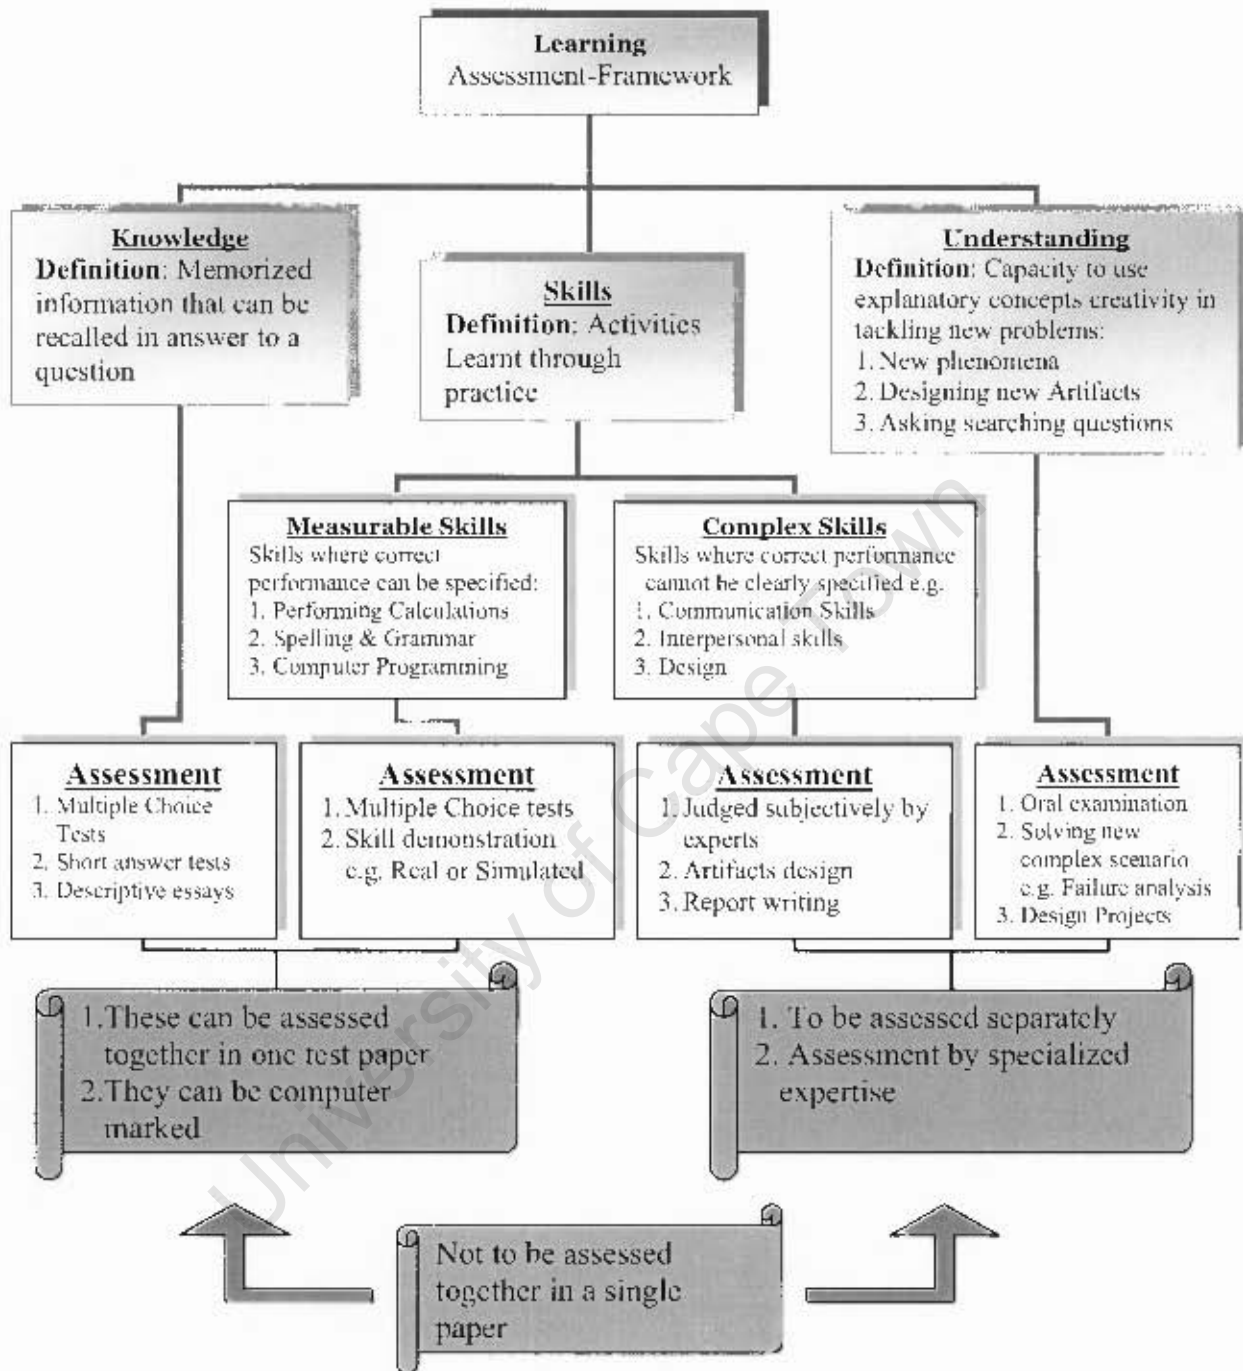 Learning
Assessment-Framework
Knowledge
Definition: Memorized
information that can be
recalled in answer to a
question
Skills
Definition: Activities
Learnt through
practice
Understanding
Definition: Capacity to use
explanatory concepts creativity in
tackling new problems:
1. New phenomena
2. Designing new Artifacts
3. Asking searching questions
Measurable Skills
Skills where correct
performance can be specified:
1. Performing Calculations
2. Spelling & Grammar
3. Computer Programming
Complex Skills
Skills where correct performance
cannot be clearly specified e.g.
1. Communication Skills
2. Interpersonal skills
3. Design
Assessment
1. Multiple Choice
Tests
2. Short answer tests
3. Descriptive essays
Assessment
1. Multiple Choice tests
2. Skill demonstration
e.g. Real or Simulated
Assessment
1. Judged subjectively by
experts
2. Artifacts design
3. Report writing
Assessment
1. Oral examination
2. Solving new
complex scenario
e.g. Failure analysis
3. Design Projects
1.These can be assessed
together in one test paper
2.They can be computer
marked
1. To be assessed separately
2. Assessment by specialized
expertise
Not to be assessed
together in a single
paper
University of Cape Town